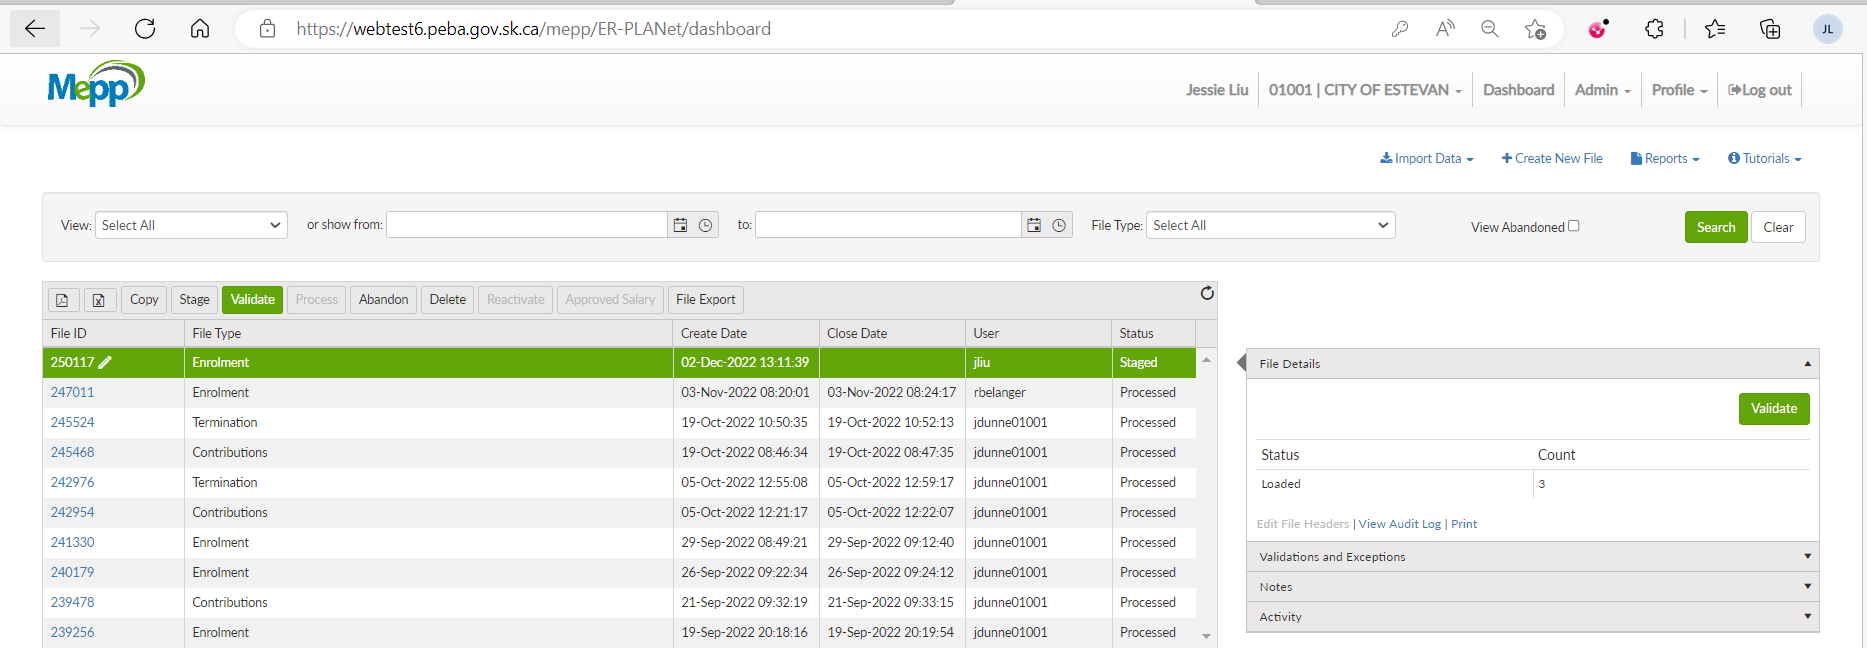 https://webtest6.peba.gov.sk.ca/mepp/ER-PLANet/dashboard
JL
Mepp
Jessie Liu 01001 | CITY OF ESTEVAN Dashboard Admin Profile Log out
Import Data Create New File Reports Tutorials
View: Select All or show from: to: File Type: Select All View Abandoned Search Clear
Copy Stage Validate Process Abandon Delete Reactivate Approved Salary File Export
File ID File Type Create Date Close Date User Status
250117 Enrolment 02-Dec-2022 13:11:39 jliu Staged
247011 Enrolment 03-Nov-2022 08:20:01 03-Nov-2022 08:24:17 rbelanger Processed
245524 Termination 19-Oct-2022 10:50:35 19-Oct-2022 10:52:13 jdunne01001 Processed
245468 Contributions 19-Oct-2022 08:46:34 19-Oct-2022 08:47:35 jdunne01001 Processed
242976 Termination 05-Oct-2022 12:55:08 05-Oct-2022 12:59:17 jdunne01001 Processed
242954 Contributions 05-Oct-2022 12:21:17 05-Oct-2022 12:22:07 jdunne01001 Processed
241330 Enrolment 29-Sep-2022 08:49:21 29-Sep-2022 09:12:40 jdunne01001 Processed
240179 Enrolment 26-Sep-2022 09:22:34 26-Sep-2022 09:24:12 jdunne01001 Processed
239478 Contributions 21-Sep-2022 09:32:19 21-Sep-2022 09:33:15 jdunne01001 Processed
239256 Enrolment 19-Sep-2022 20:18:16 19-Sep-2022 20:19:54 jdunne01001 Processed
File Details
Validate
Status Count
Loaded 3
Edit File Headers | View Audit Log | Print
Validations and Exceptions
Notes
Activity